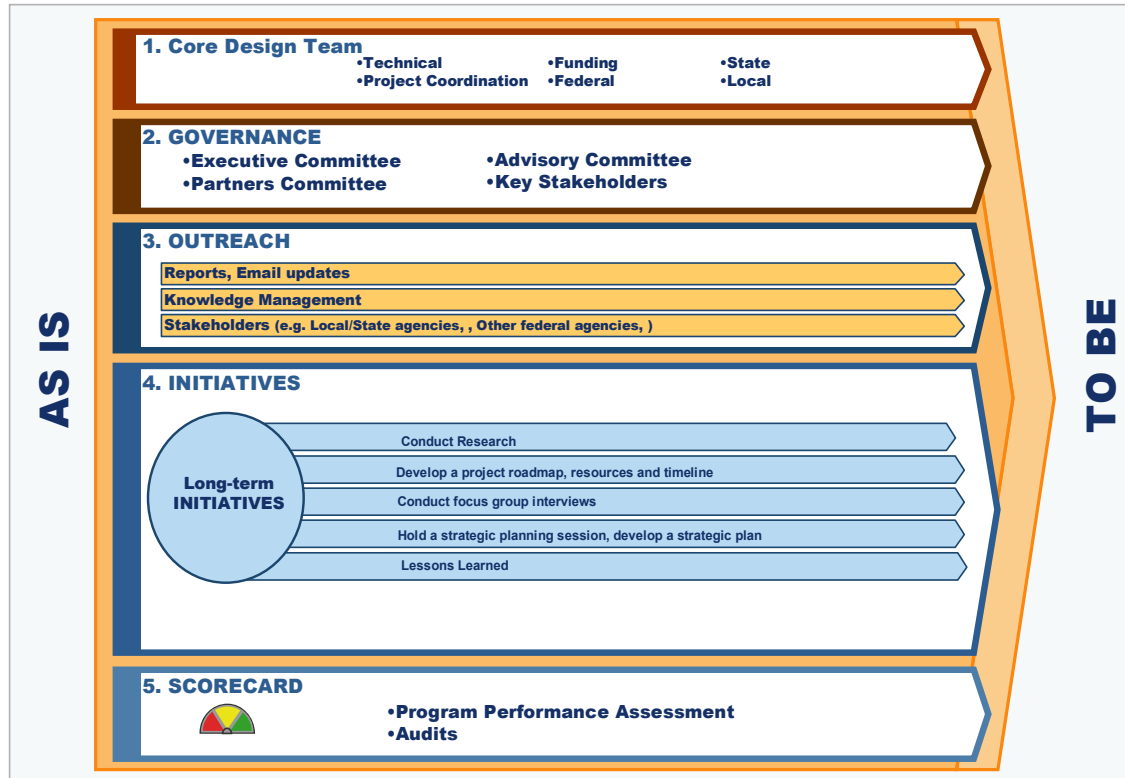 1. Core Design Team
•Technical •Funding •State
•Project Coordination •Federal •Local
2. GOVERNANCE
•Executive Committee •Advisory Committee
•Partners Committee •Key Stakeholders
3. OUTREACH
Reports, Email updates
Knowledge Management
Stakeholders (e.g. Local/State agencies, , Other federal agencies, )
AS IS
TO BE
4. INITIATIVES
Long-term
INITIATIVES
Conduct Research
Develop a project roadmap, resources and timeline
Conduct focus group interviews
Hold a strategic planning session, develop a strategic plan
Lessons Learned
5. SCORECARD
•Program Performance Assessment
•Audits